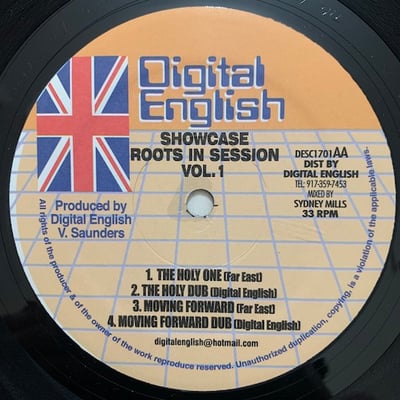 Digital
English
SHOWCASE
ROOTS IN SESSION
VOL.1
DESC1701AA
DIST BY
DIGITAL ENGLISH
TEL: 917-359-7453
MIXED BY
SYDNEY MILLS
33 RPM
Produced by
Digital English
V. Saunders
1. THE HOLY ONE (Far East)
2. THE HOLY DUB (Digital English)
3. MOVING FORWARD (Far East)
4. MOVING FORWARD DUB (Digital English)
digitalenglish@hotmail.com
All rights of the producer & of the owner of the work reproduce reserved. Unauthorized duplication, copying, is a violation of the applicable laws.